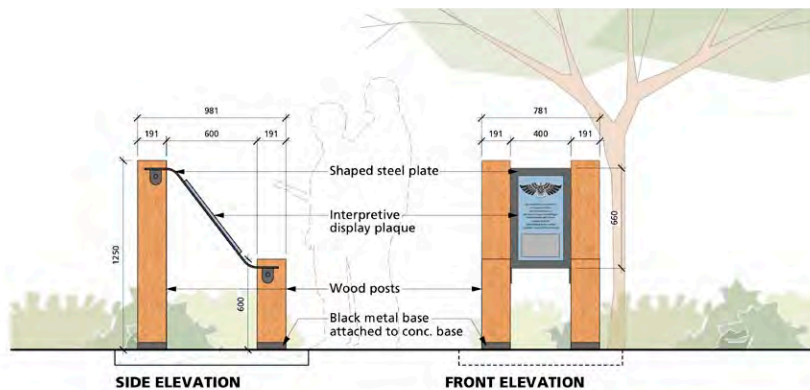 981
191 600 191
781
191 400 191
Shaped steel plate
Interpretive
display plaque
660
1250
600
Wood posts
Black metal base
attached to conc. base
SIDE ELEVATION
FRONT ELEVATION